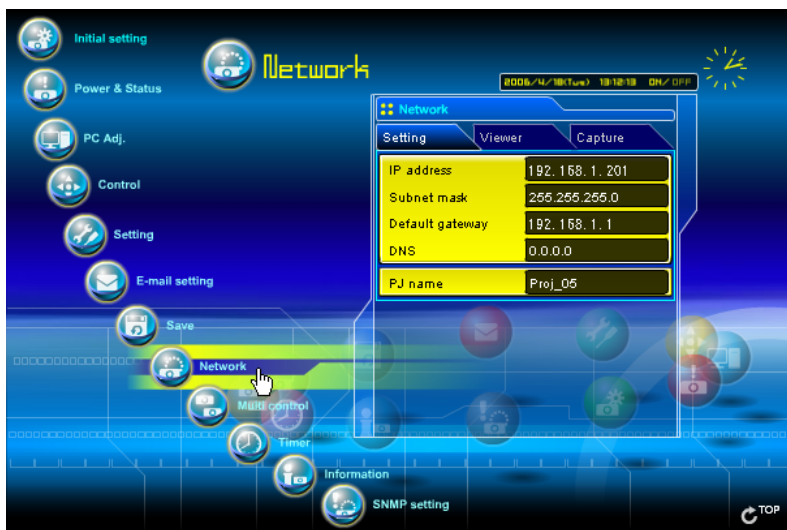 Initial setting
Power & Status
PC Adj.
Control
Setting
E-mail setting
Save
Network
Multi control
Timer
Information
SNMP setting
Network
2006/4/18(Tue) 19:12:19 ON/OFF
Network
Setting Viewer Capture
IP address 192.168.1.201
Subnet mask 255.255.255.0
Default gateway 192.168.1.1
DNS 0.0.0.0
PJ name Proj_05
TOP